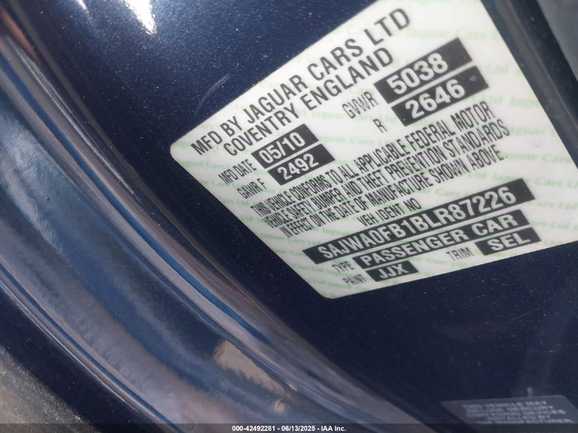 MFD BY JAGUAR CARS LTD
COVENTRY ENGLAND
MFD DATE 05/10 GVWR 5038
GAWR F 2492 R 2646
THIS VEHICLE CONFORMS TO ALL APPLICABLE FEDERAL MOTOR
VEHICLE SAFETY, BUMPER AND THEFT PREVENTION STANDARDS
IN EFFECT ON THE DATE OF MANUFACTURE SHOWN ABOVE.
VEH IDENT NO
SAJWA0FB1BLR87226
TYPE PASSENGER CAR
PAINT JJX TRIM SEL
000-42492281 - 06/13/2025 - IAA Inc.